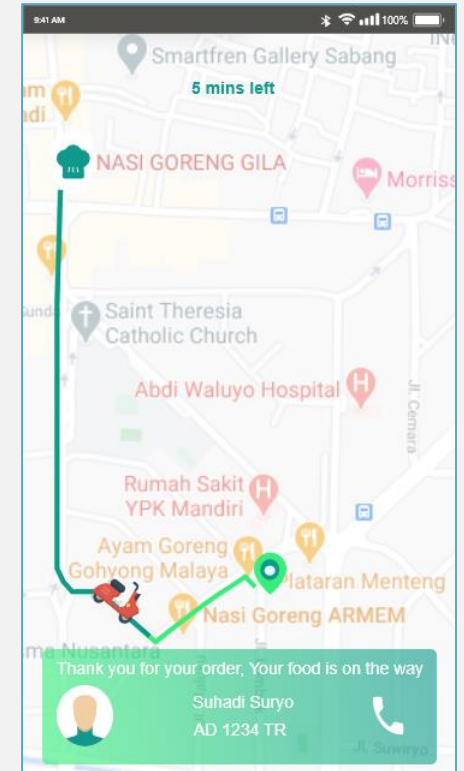 9:41 AM
100%
Smartfren Gallery Sabang
5 mins left
NASI GORENG GILA
Morriss
Saint Theresia
Catholic Church
Abdi Waluyo Hospital
Jl. Cemara
Rumah Sakit
YPK Mandiri
Ayam Goreng
Gohyong Malaya
Plataran Menteng
Nasi Goreng ARMEM
Nusantara
Thank you for your order, Your food is on the way
Suhadi Suryo
AD 1234 TR
Jl. Suwiryo